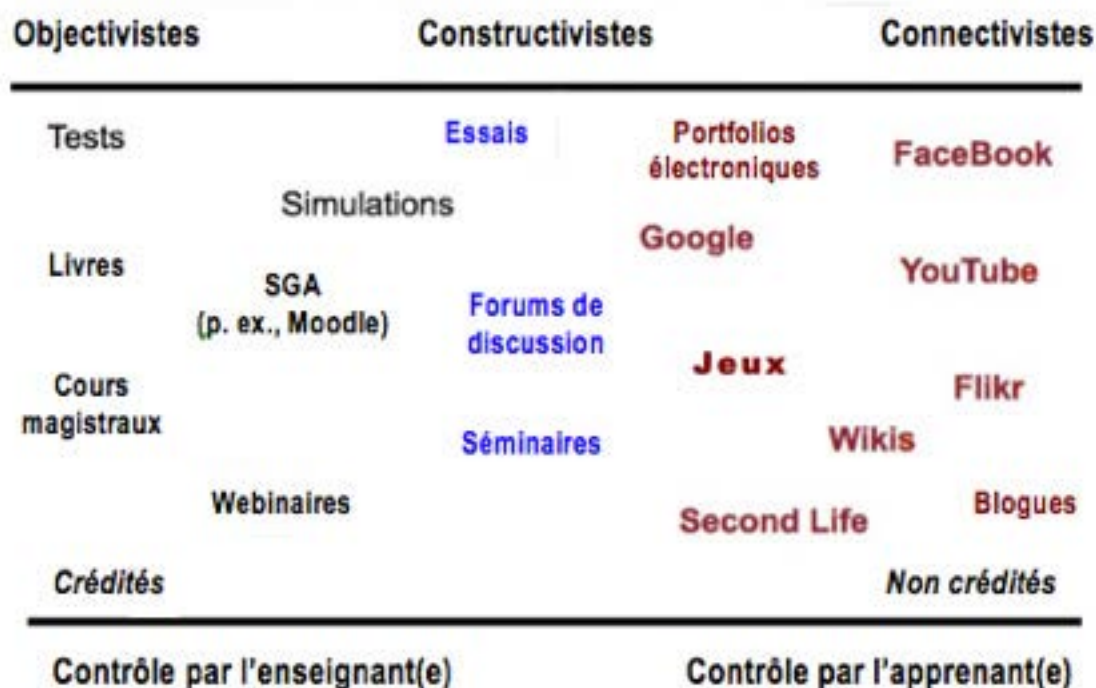 Objectivistes Constructivistes Connectivistes
Tests
Essais
Portfolios
électroniques
FaceBook
Simulations
Google
Livres
SGA
(p. ex., Moodle)
Forums de
discussion
YouTube
Cours
magistraux
Jeux
Flikr
Séminaires
Wikis
Webinaires
Second Life
Blogues
Crédités
Non crédités
Contrôle par l'enseignant(e)
Contrôle par l'apprenant(e)